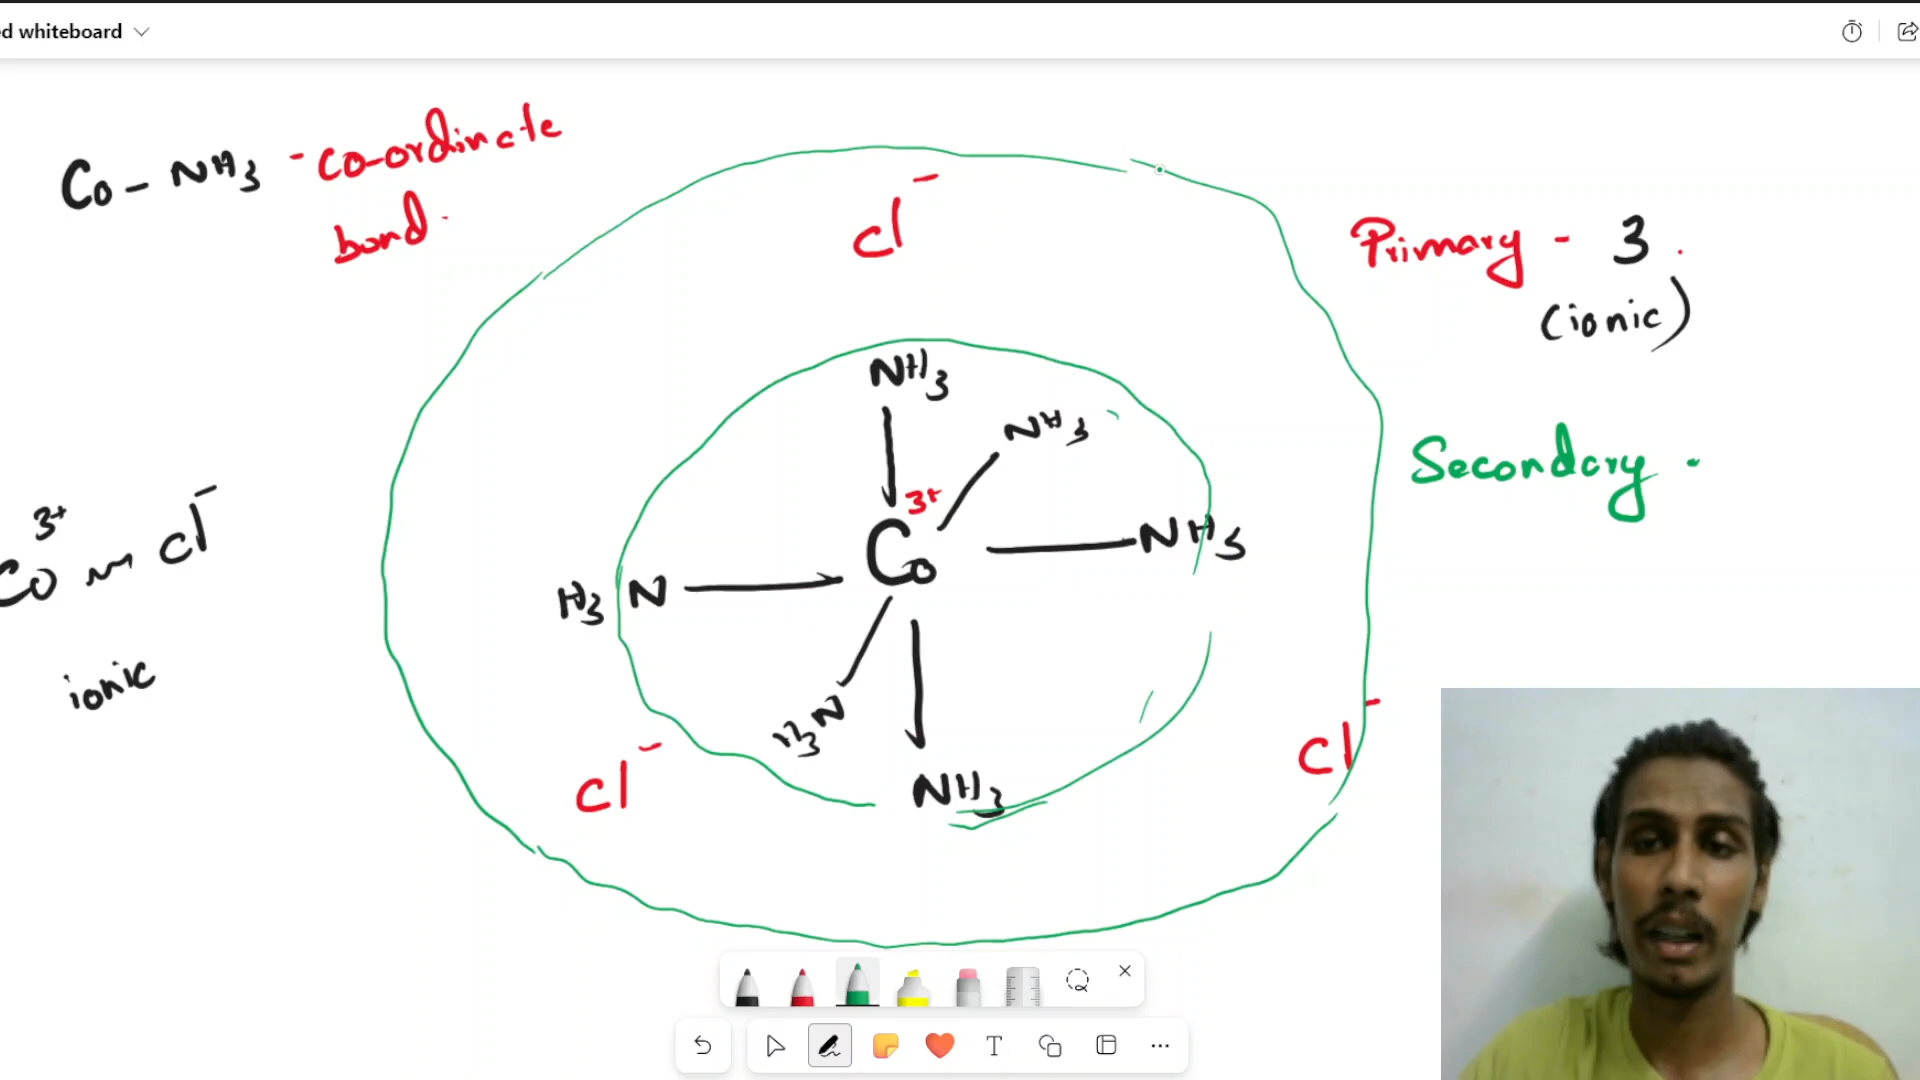 d whiteboard
Co - NH3 - Co-ordinate
bond.
Cl-
Primary - 3.
(ionic)
NH3
NH3
3+
Co
NH3
H3N
H3N
NH3
Secondary -
3+
Co Cl-
ionic
Cl-
Cl-
T